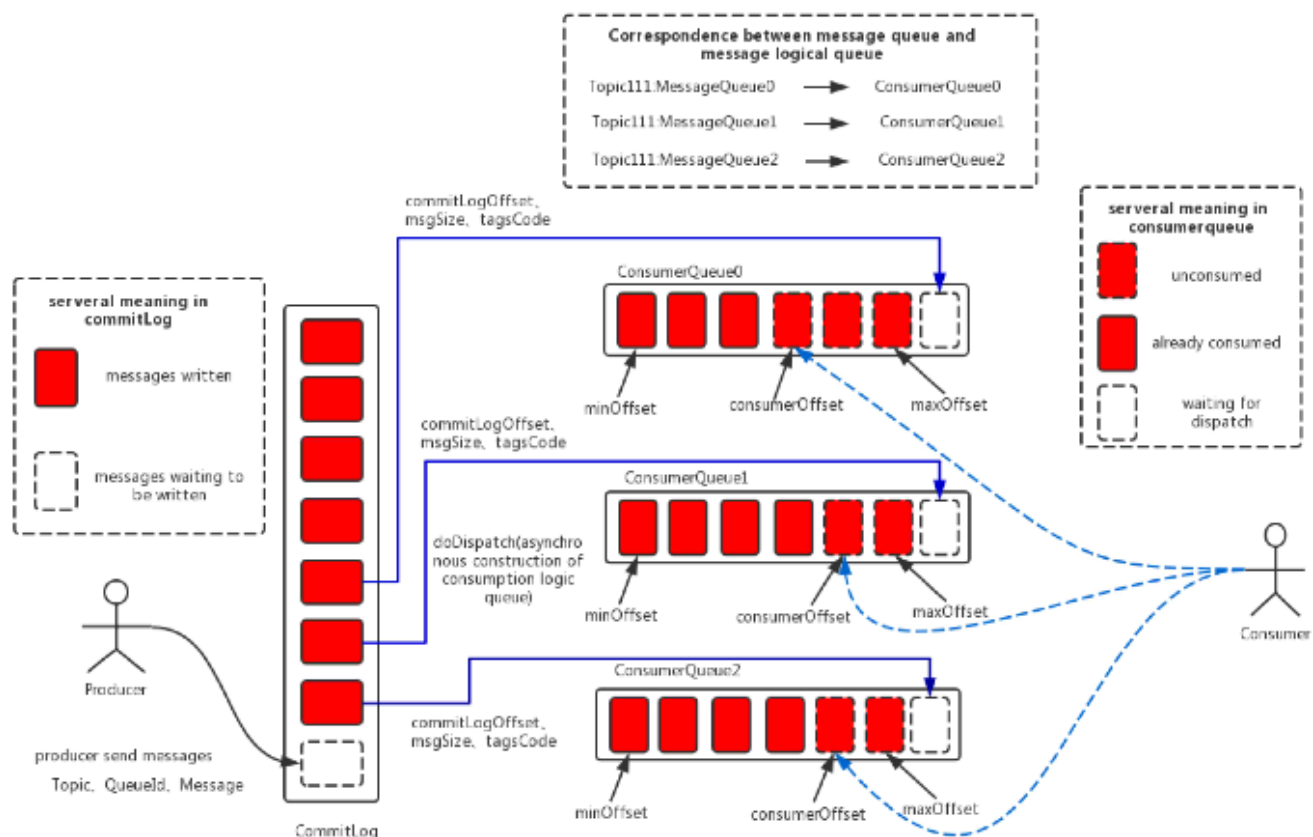 Correspondence between message queue and
message logical queue
Topic111:MessageQueue0
ConsumerQueue0
Topic111:MessageQueue1
ConsumerQueue1
Topic111:MessageQueue2
ConsumerQueue2
serveral meaning in
commitLog
messages written
messages waiting to
be written
Producer
producer send messages
Topic、QueueId、Message
CommitLog
commitLogOffset、
msgSize、tagsCode
ConsumerQueue0
minOffset
consumerOffset
maxOffset
commitLogOffset、
msgSize、tagsCode
ConsumerQueue1
doDispatch(asynchro
nous construction of
consumption logic
queue)
minOffset
consumerOffset
maxOffset
ConsumerQueue2
commitLogOffset、
msgSize、tagsCode
minOffset
consumerOffset
maxOffset
serveral meaning in
consumerqueue
unconsumed
already consumed
waiting for
dispatch
Consumer